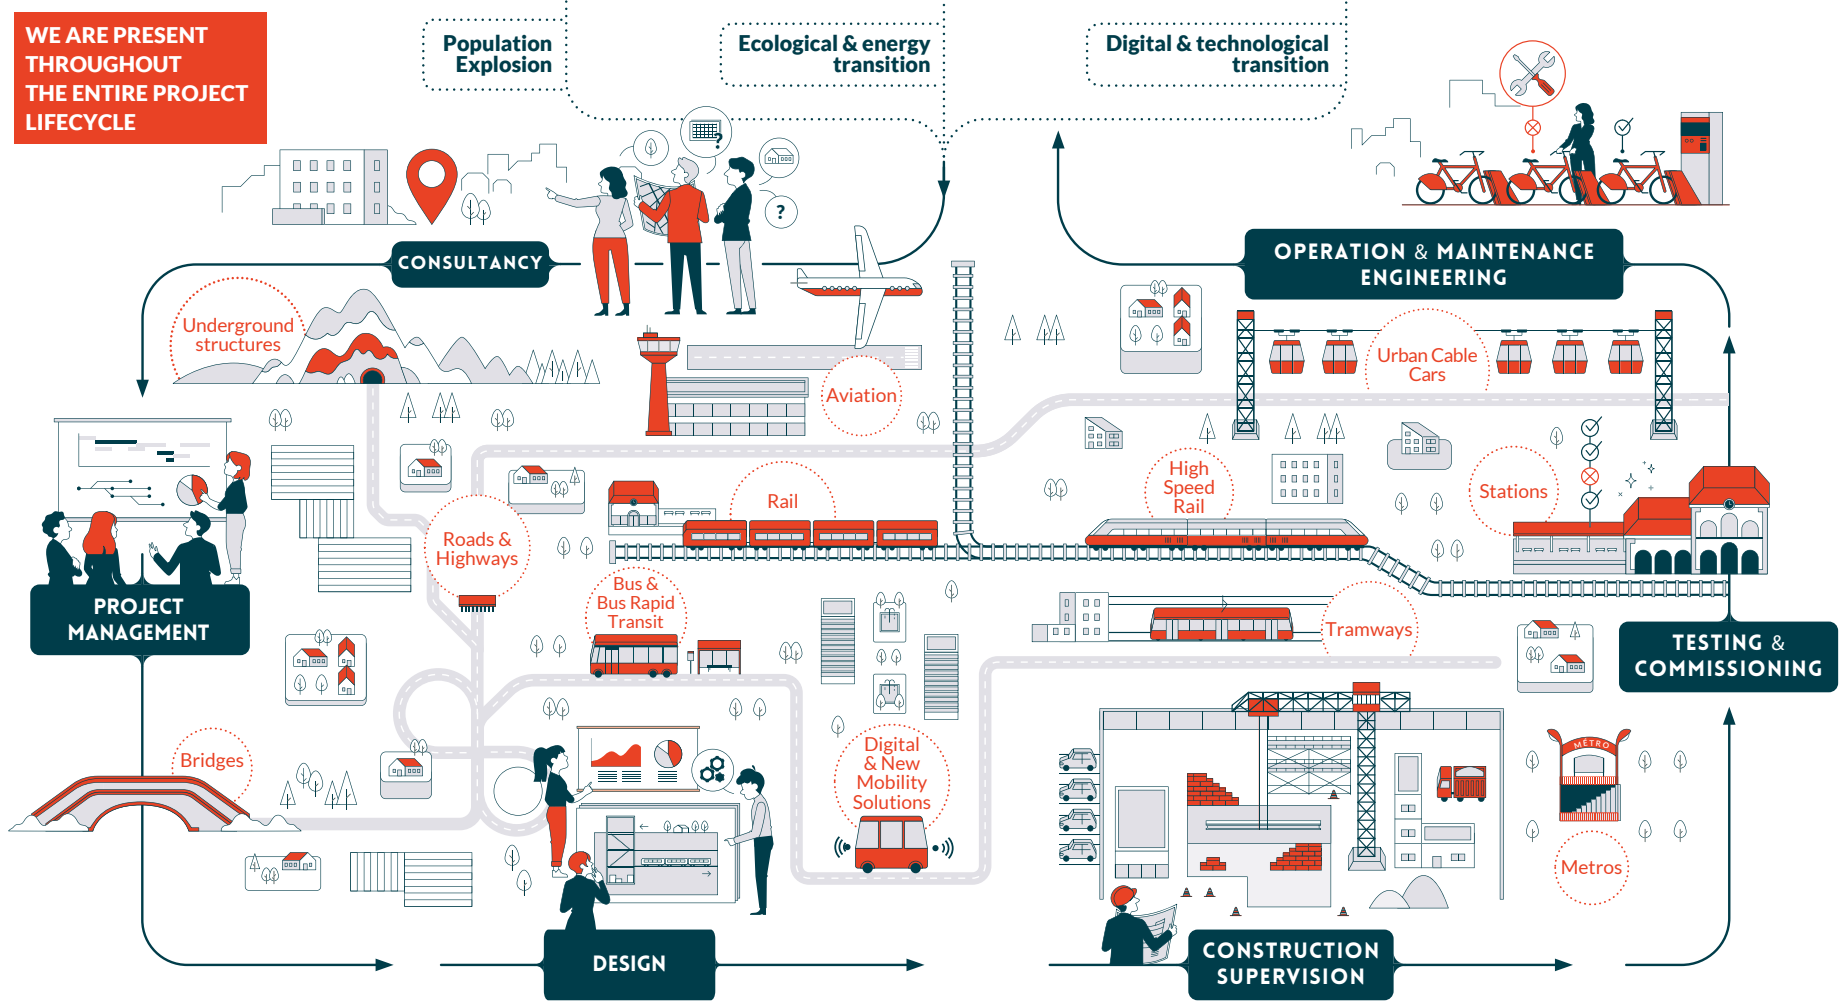 WE ARE PRESENT
THROUGHOUT
THE ENTIRE PROJECT
LIFECYCLE
Population
Explosion
Ecological & energy
transition
Digital & technological
transition
?
?
CONSULTANCY
OPERATION & MAINTENANCE
ENGINEERING
Underground
structures
Aviation
Urban Cable
Cars
Rail
High
Speed
Rail
Stations
Roads &
Highways
Bus &
Bus Rapid
Transit
Tramways
PROJECT
MANAGEMENT
TESTING &
COMMISSIONING
Bridges
Digital
& New
Mobility
Solutions
MÉTRO
Metros
DESIGN
CONSTRUCTION
SUPERVISION